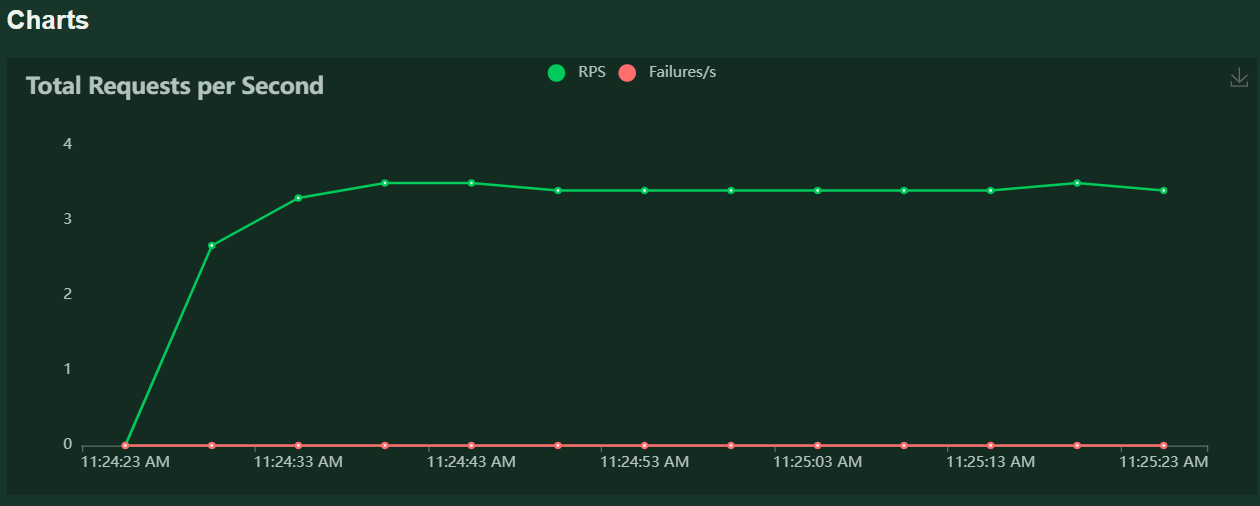 Charts
Total Requests per Second
RPS Failures/s
4
3
2
1
0
11:24:23 AM 11:24:33 AM 11:24:43 AM 11:24:53 AM 11:25:03 AM 11:25:13 AM 11:25:23 AM